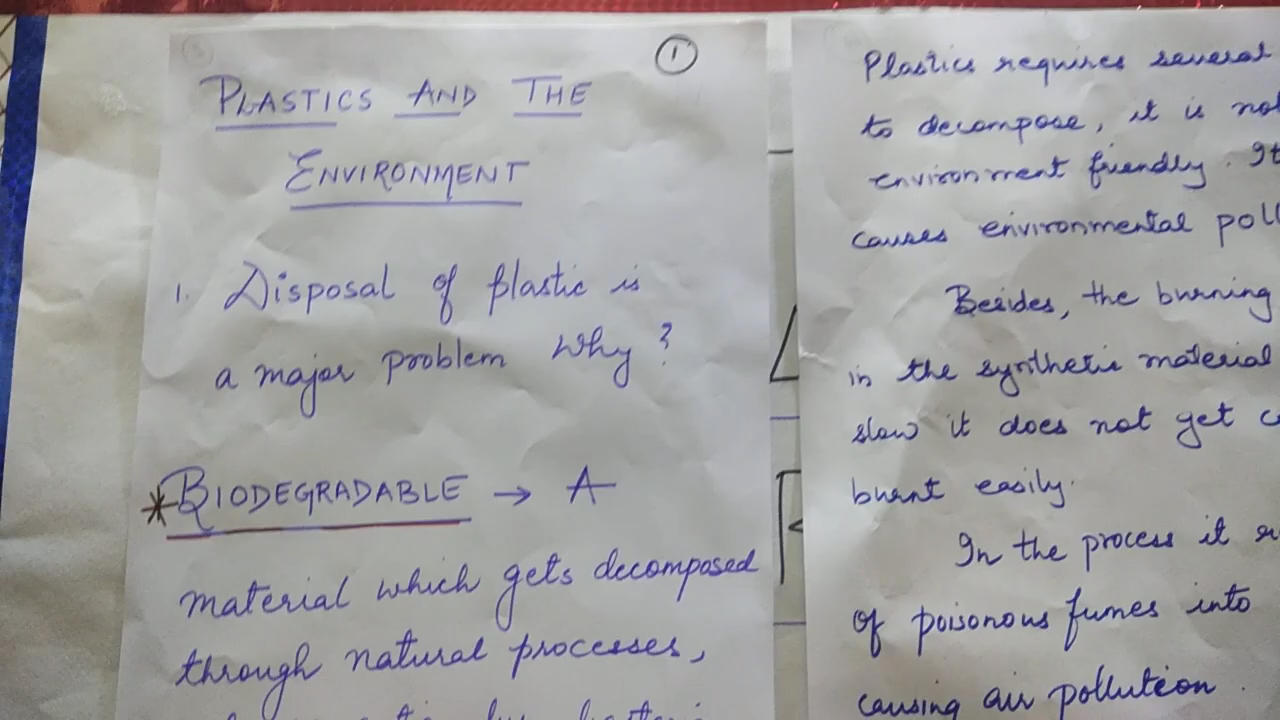 1
PLASTICS AND THE
ENVIRONMENT
1. Disposal of plastic is
a major problem Why?
*BIODEGRADABLE → A
material which gets decomposed
through natural processes,
by
Plastics requires several
to decompose, it is not
environment friendly. It
causes environmental poll
Besides, the burning
in the synthetic material
slow it does not get c
burnt easily.
In the process it
of poisonous fumes into
causing air pollution.